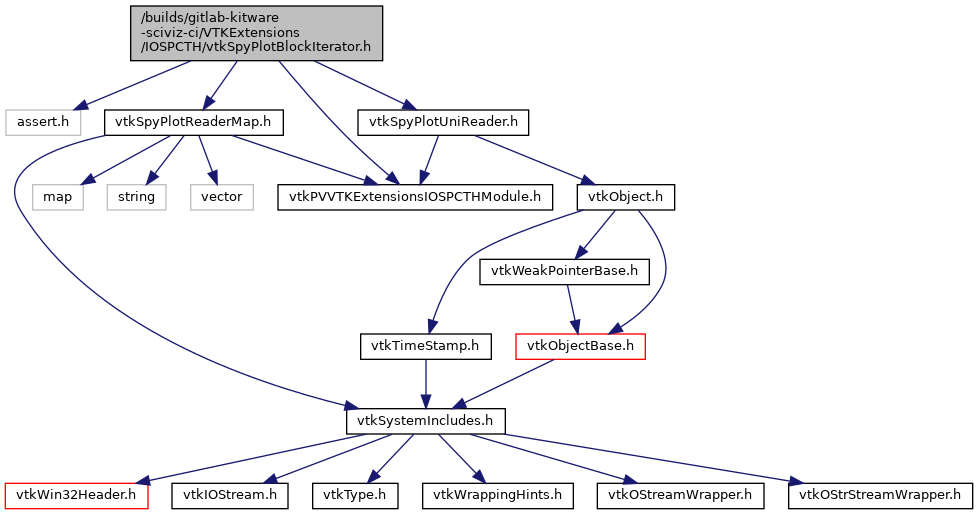 /builds/gitlab-kitware
-sciviz-ci/VTKExtensions
/IOSPCTH/vtkSpyPlotBlockIterator.h
assert.h
vtkSpyPlotReaderMap.h
vtkSpyPlotUniReader.h
map
string
vector
vtkPVVTKExtensionsIOSPCTHModule.h
vtkObject.h
vtkWeakPointerBase.h
vtkTimeStamp.h
vtkObjectBase.h
vtkSystemIncludes.h
vtkWin32Header.h
vtkIOStream.h
vtkType.h
vtkWrappingHints.h
vtkOStreamWrapper.h
vtkOStrStreamWrapper.h